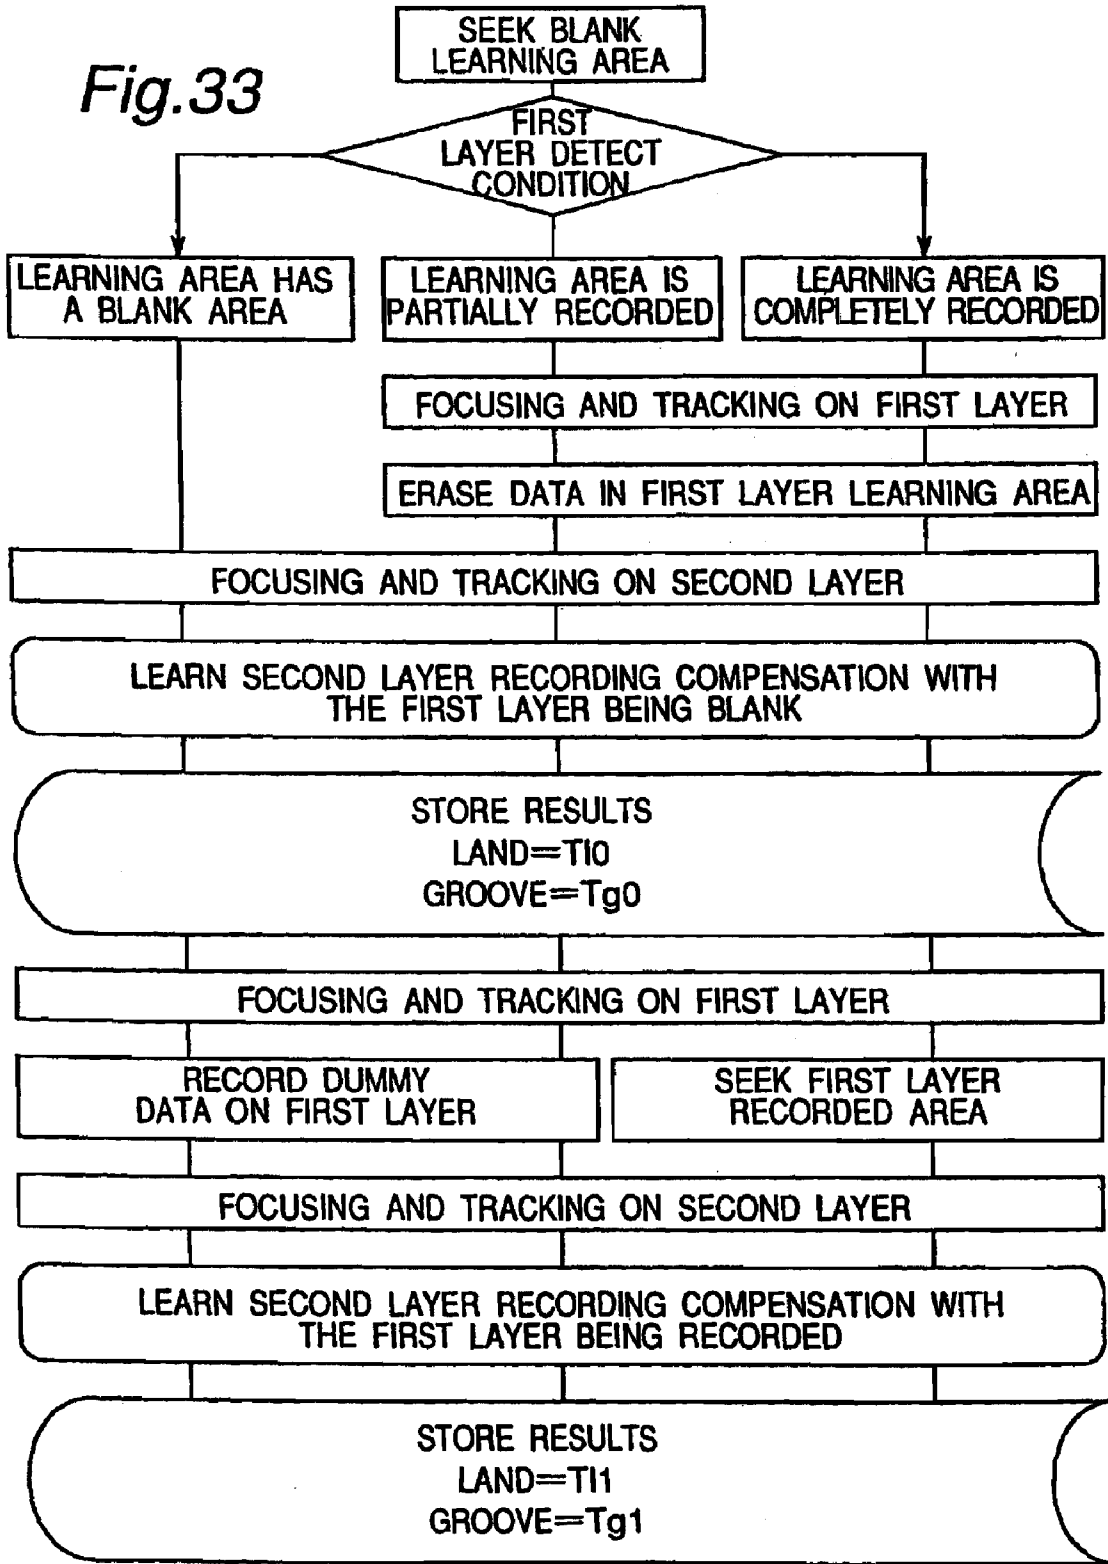 Fig.33
SEEK BLANK
LEARNING AREA
FIRST
LAYER DETECT
CONDITION
LEARNING AREA HAS
A BLANK AREA
LEARNING AREA IS
PARTIALLY RECORDED
LEARNING AREA IS
COMPLETELY RECORDED
FOCUSING AND TRACKING ON FIRST LAYER
ERASE DATA IN FIRST LAYER LEARNING AREA
FOCUSING AND TRACKING ON SECOND LAYER
LEARN SECOND LAYER RECORDING COMPENSATION WITH
THE FIRST LAYER BEING BLANK
STORE RESULTS
LAND=Tl0
GROOVE=Tg0
FOCUSING AND TRACKING ON FIRST LAYER
RECORD DUMMY
DATA ON FIRST LAYER
SEEK FIRST LAYER
RECORDED AREA
FOCUSING AND TRACKING ON SECOND LAYER
LEARN SECOND LAYER RECORDING COMPENSATION WITH
THE FIRST LAYER BEING RECORDED
STORE RESULTS
LAND=Tl1
GROOVE=Tg1